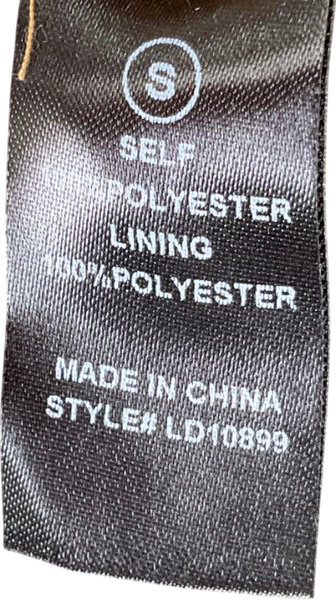 S
SELF
%POLYESTER
LINING
100%POLYESTER
MADE IN CHINA
STYLE# LD10899